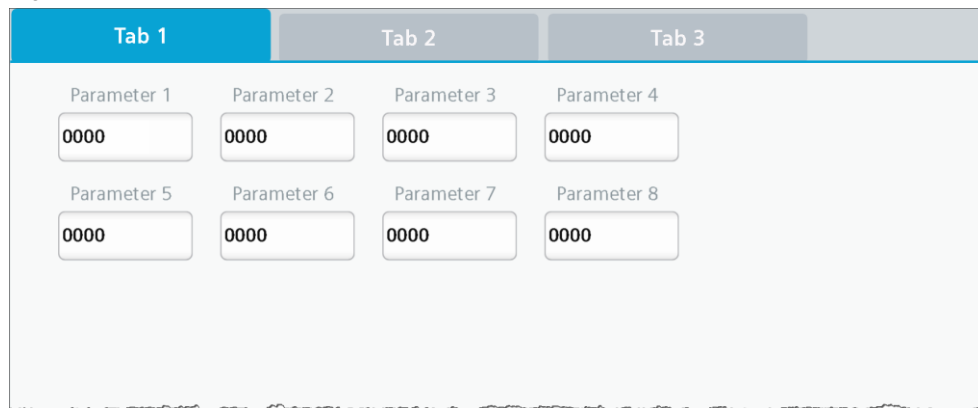 Tab 1 Tab 2 Tab 3
Parameter 1 Parameter 2 Parameter 3 Parameter 4
0000 0000 0000 0000
Parameter 5 Parameter 6 Parameter 7 Parameter 8
0000 0000 0000 0000